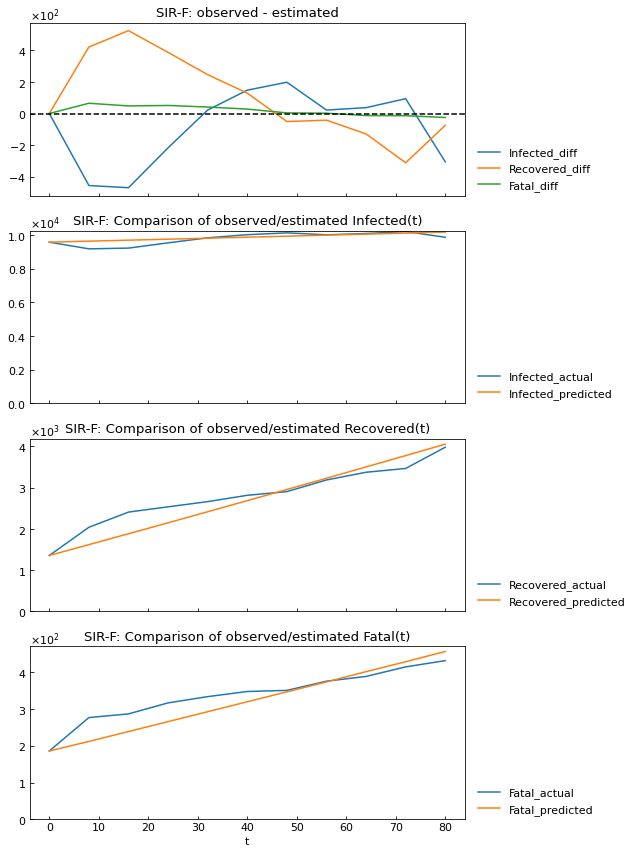 SIR-F: observed - estimated
×10²
4
2
0
−2
−4
Infected_diff
Recovered_diff
Fatal_diff
SIR-F: Comparison of observed/estimated Infected(t)
×10⁴
1.0
0.8
0.6
0.4
0.2
0.0
Infected_actual
Infected_predicted
SIR-F: Comparison of observed/estimated Recovered(t)
×10³
4
3
2
1
0
Recovered_actual
Recovered_predicted
SIR-F: Comparison of observed/estimated Fatal(t)
×10²
4
3
2
1
0
Fatal_actual
Fatal_predicted
0 10 20 30 40 50 60 70 80
t